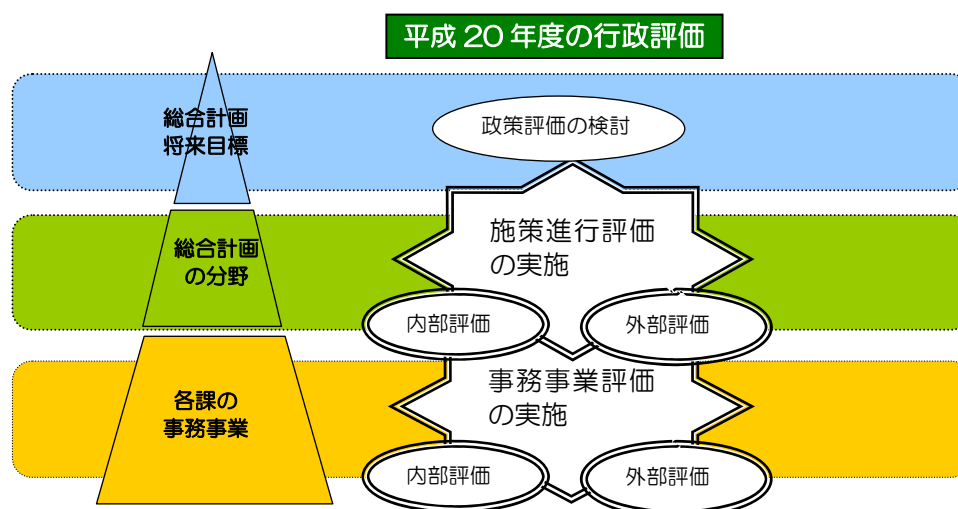 平成20年度の行政評価
総合計画
将来目標
政策評価の検討
総合計画
の分野
施策進行評価
の実施
内部評価
外部評価
各課の
事務事業
事務事業評価
の実施
内部評価
外部評価